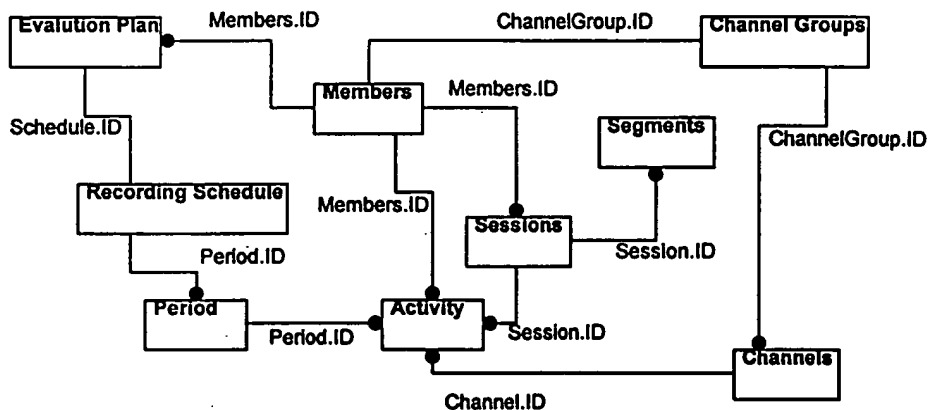 Evalution Plan
Members.ID
ChannelGroup.ID
Channel Groups
Members
Members.ID
Segments
Schedule.ID
ChannelGroup.ID
Recording Schedule
Members.ID
Sessions
Period.ID
Session.ID
Period
Activity
Period.ID
Session.ID
Channels
Channel.ID